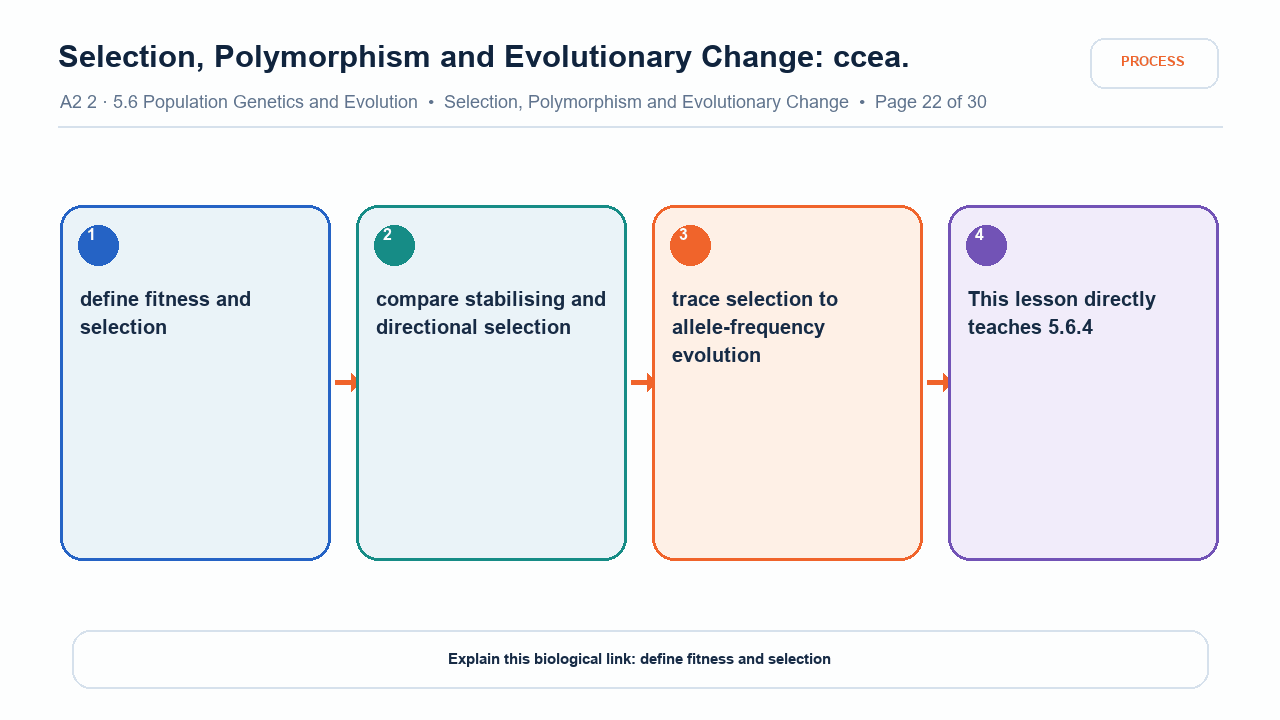 Selection, Polymorphism and Evolutionary Change: ccea.
PROCESS
A2 2 · 5.6 Population Genetics and Evolution • Selection, Polymorphism and Evolutionary Change • Page 22 of 30
1
define fitness and
selection
2
compare stabilising and
directional selection
3
trace selection to
allele-frequency
evolution
4
This lesson directly
teaches 5.6.4
Explain this biological link: define fitness and selection